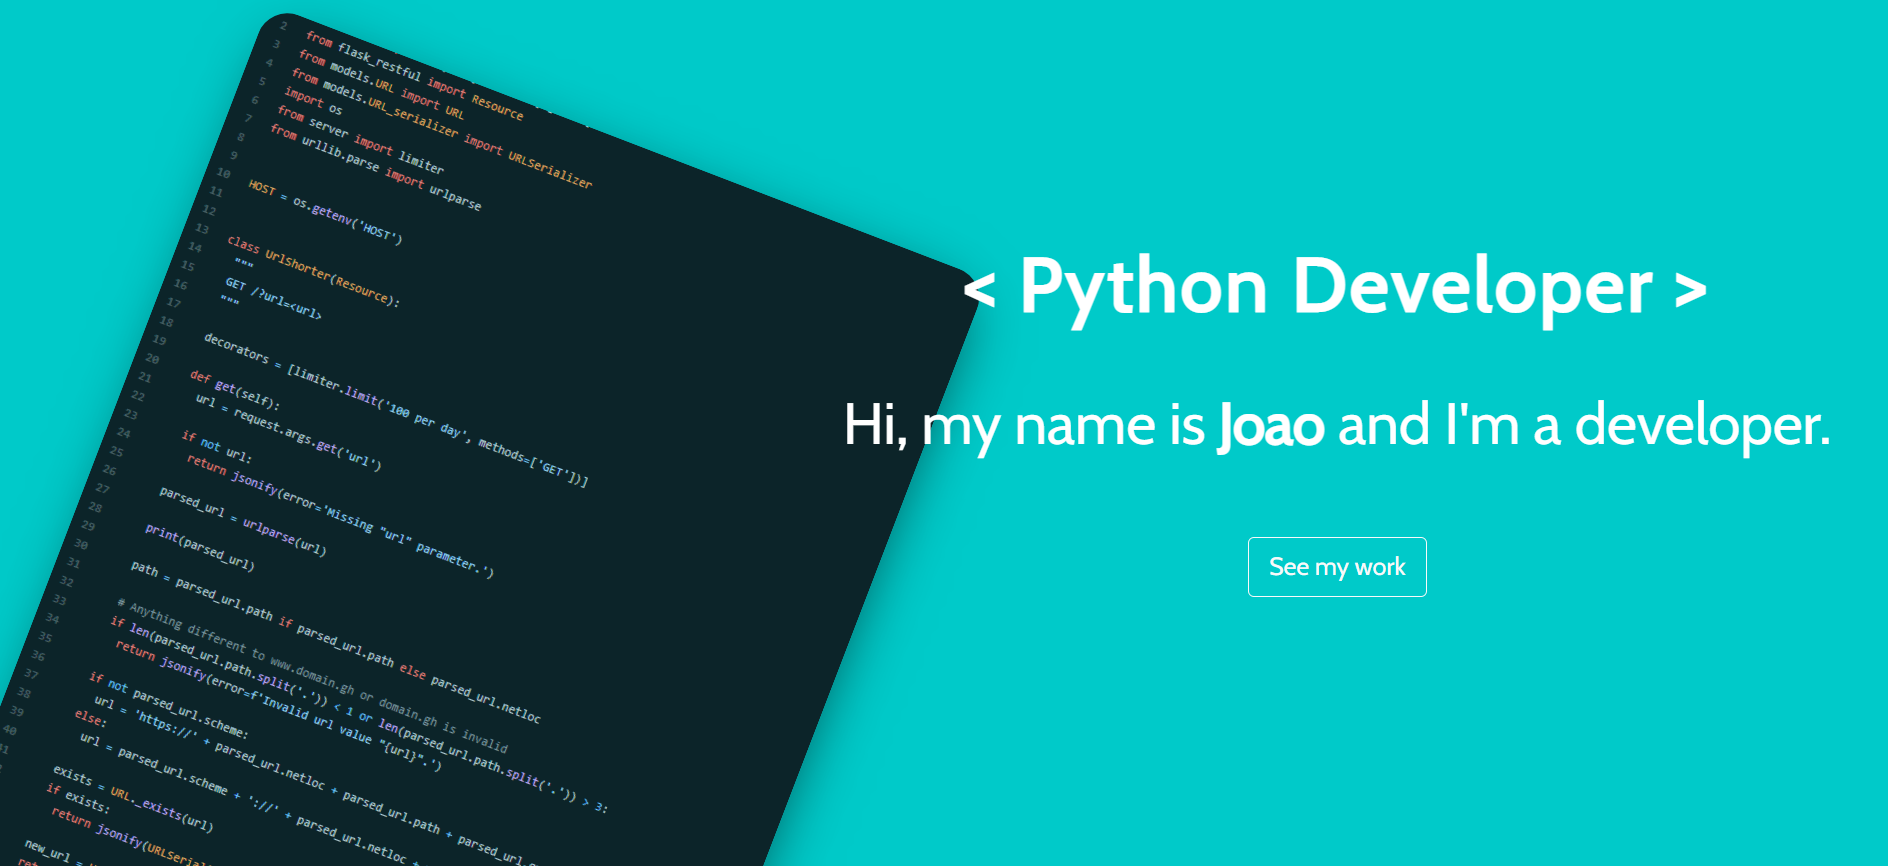 2 from flask_restful import Resource
3 from models.URL import URL
4 from models.URL_serializer import URLSerializer
5 import os
6 from server import limiter
7 from urllib.parse import urlparse
8
9
10 HOST = os.getenv('HOST')
11
12
13 class UrlShorter(Resource):
14 """
15 GET /?url=<url>
16 """
17
18 decorators = [limiter.limit('100 per day', methods=['GET'])]
19
20 def get(self):
21 url = request.args.get('url')
22
23 if not url:
24 return jsonify(error='Missing "url" parameter.')
25
26 parsed_url = urlparse(url)
27
28 print(parsed_url)
29
30 path = parsed_url.path if parsed_url.path else parsed_url.netloc
31
32 # Anything different to www.domain.gh or domain.gh is invalid
33 if len(parsed_url.path.split('.')) < 1 or len(parsed_url.path.split('.')) > 3:
34 return jsonify(error=f'Invalid url value "{url}".')
35
36 if not parsed_url.scheme:
37 url = 'https://' + parsed_url.netloc + parsed_url.path +
38 else:
39 url = parsed_url.scheme + '://' + parsed_url.netloc +
40
41 exists = URL._exists(url)
if exists:
return jsonify(
new_url =
< Python Developer >
Hi, my name is Joao and I'm a developer.
See my work